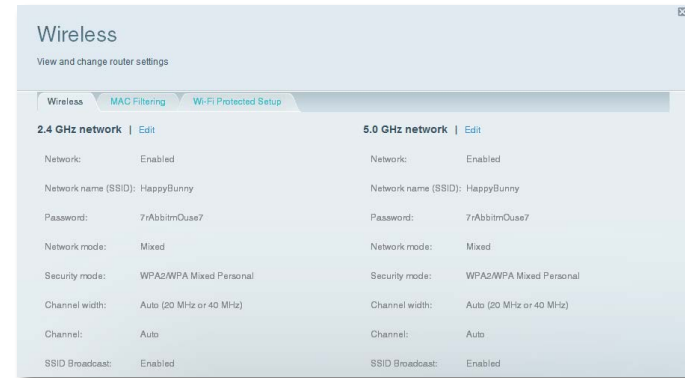 Wireless
View and change router settings
Wireless MAC Filtering Wi-Fi Protected Setup
2.4 GHz network | Edit
Network: Enabled
Network name (SSID): HappyBunny
Password: 7rAbbitmOuse7
Network mode: Mixed
Security mode: WPA2/WPA Mixed Personal
Channel width: Auto (20 MHz or 40 MHz)
Channel: Auto
SSID Broadcast: Enabled
5.0 GHz network | Edit
Network: Enabled
Network name (SSID): HappyBunny
Password: 7rAbbitmOuse7
Network mode: Mixed
Security mode: WPA2/WPA Mixed Personal
Channel width: Auto (20 MHz or 40 MHz)
Channel: Auto
SSID Broadcast: Enabled